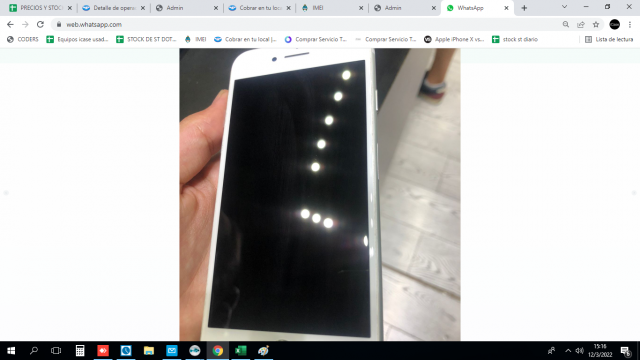 PRECIOS Y STOC
Detalle de opera
Admin
Cobrar en tu loca
IMEI
Admin
WhatsApp
web.whatsapp.com
CODERS
Equipos icase usad...
STOCK DE ST DOT...
IMEI
Cobrar en tu local |...
Comprar Servicio T...
Comprar Servicio T...
Apple iPhone X vs...
stock st diario
Lista de lectura
15:16
12/3/2022